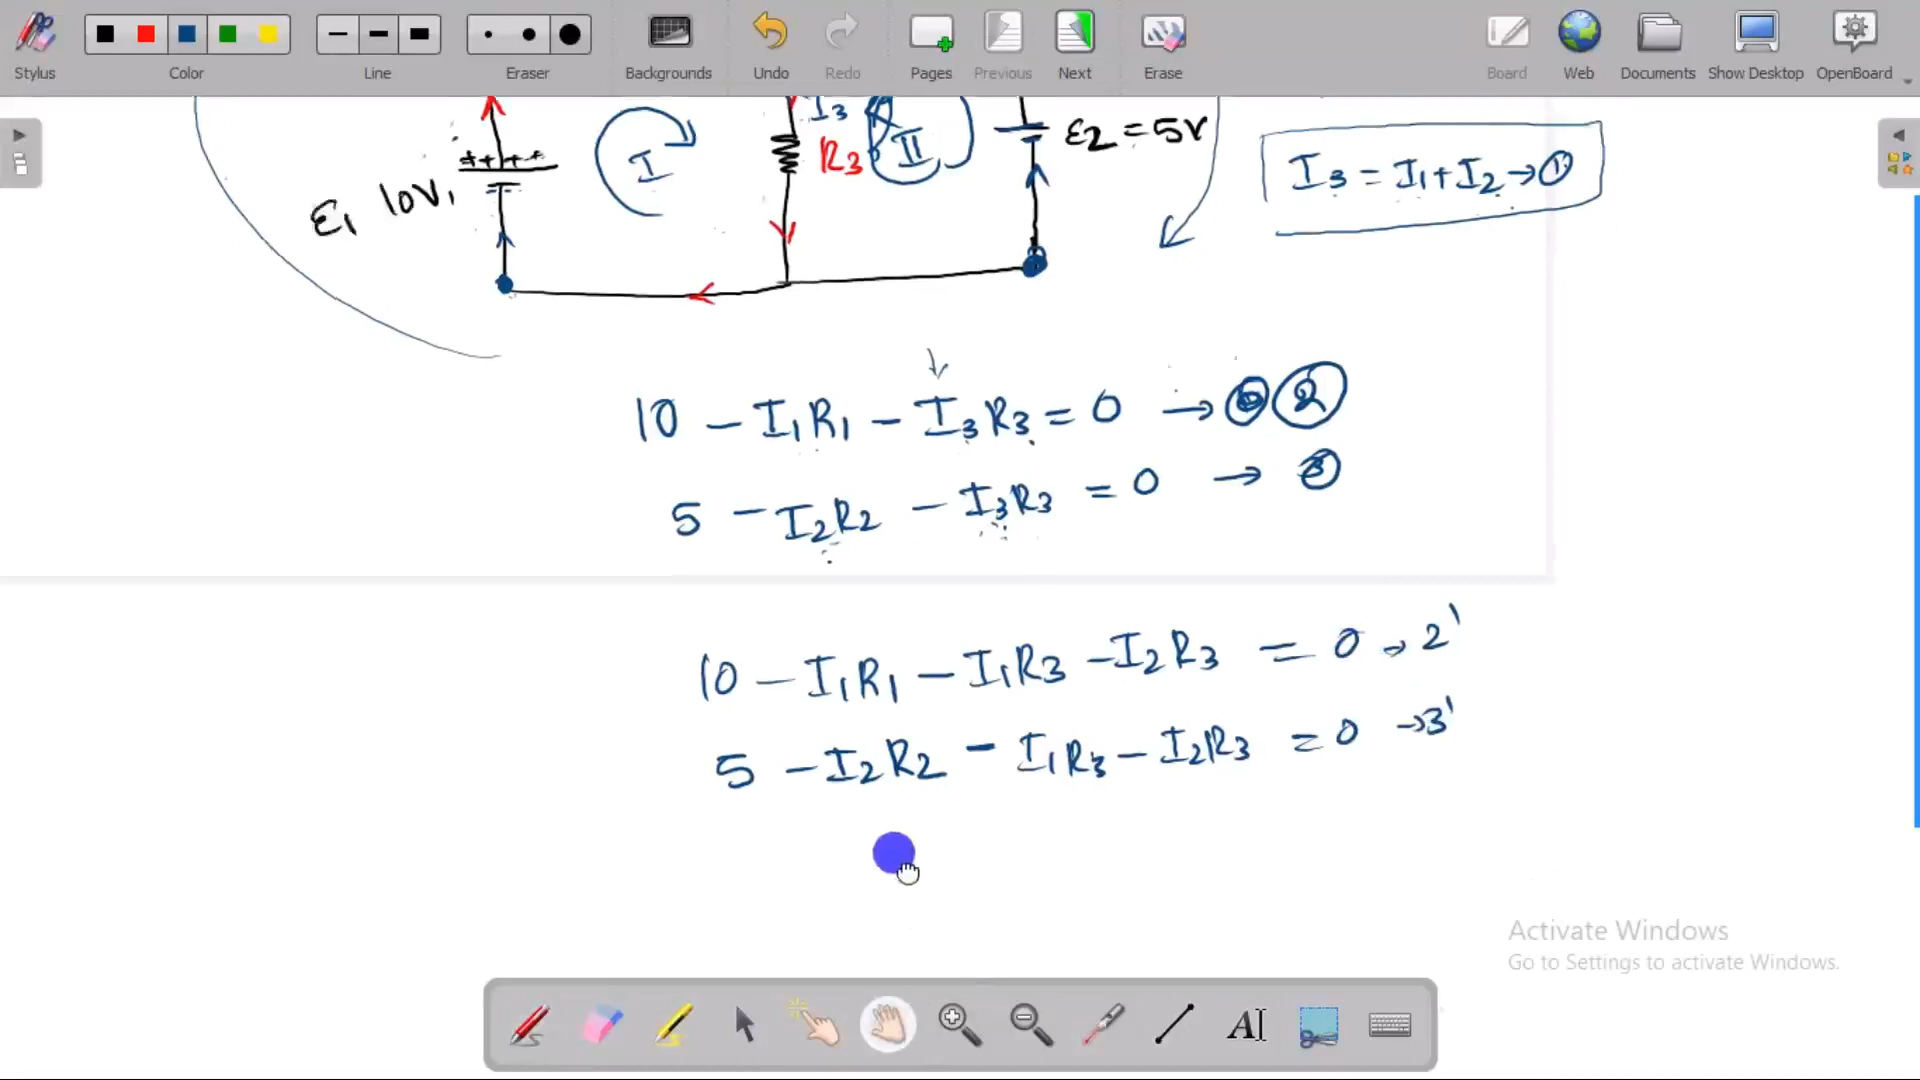 Stylus Color Line Eraser Backgrounds Undo Redo Pages Previous Next Erase Board Web Documents Show Desktop OpenBoard
I3
R3
I
II
ε2 = 5V
ε1 10V,
I3 = I1+I2 → ①
10 – I1R1 – I3R3 = 0 → ②
5 – I2R2 – I3R3 = 0 → ③
10 – I1R1 – I1R3 – I2R3 = 0 → 2'
5 – I2R2 – I1R3 – I2R3 = 0 → 3'
Activate Windows
Go to Settings to activate Windows.